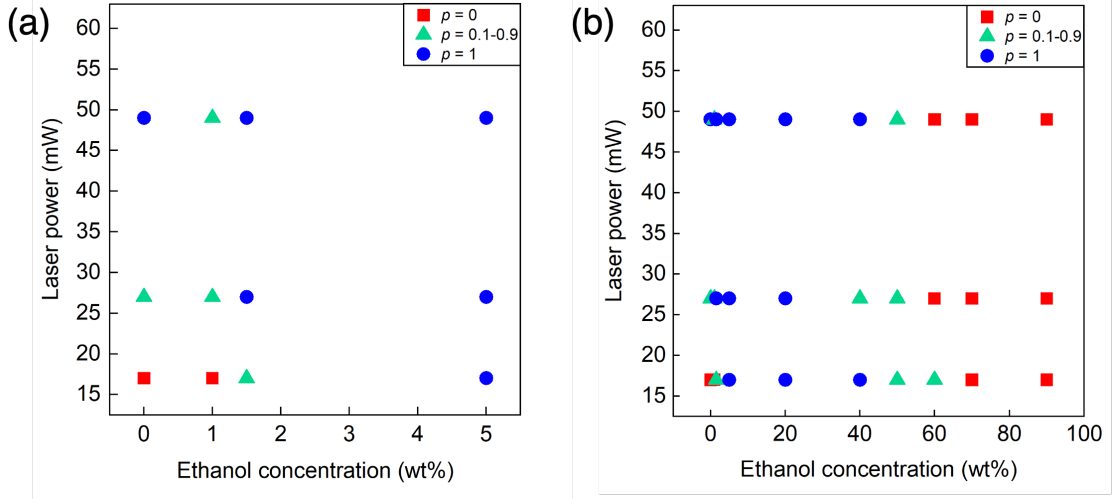 (a)
60
55
50
45
40
35
30
25
20
15
0
1
2
3
4
5
Laser power (mW)
Ethanol concentration (wt%)
p = 0
p = 0.1-0.9
p = 1
(b)
60
55
50
45
40
35
30
25
20
15
0
20
40
60
80
100
Laser power (mW)
Ethanol concentration (wt%)
p = 0
p = 0.1-0.9
p = 1